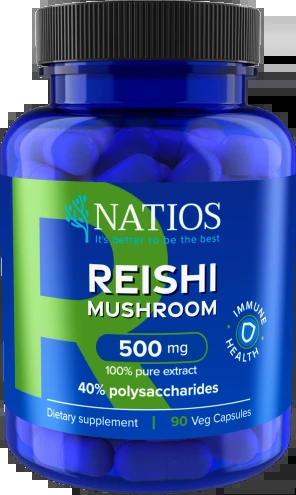 NATIOS
It's better to be the best
REISHI
MUSHROOM
500 mg
100% pure extract
40% polysaccharides
IMMUNE
HEALTH
Dietary supplement | 90 Veg Capsules
R